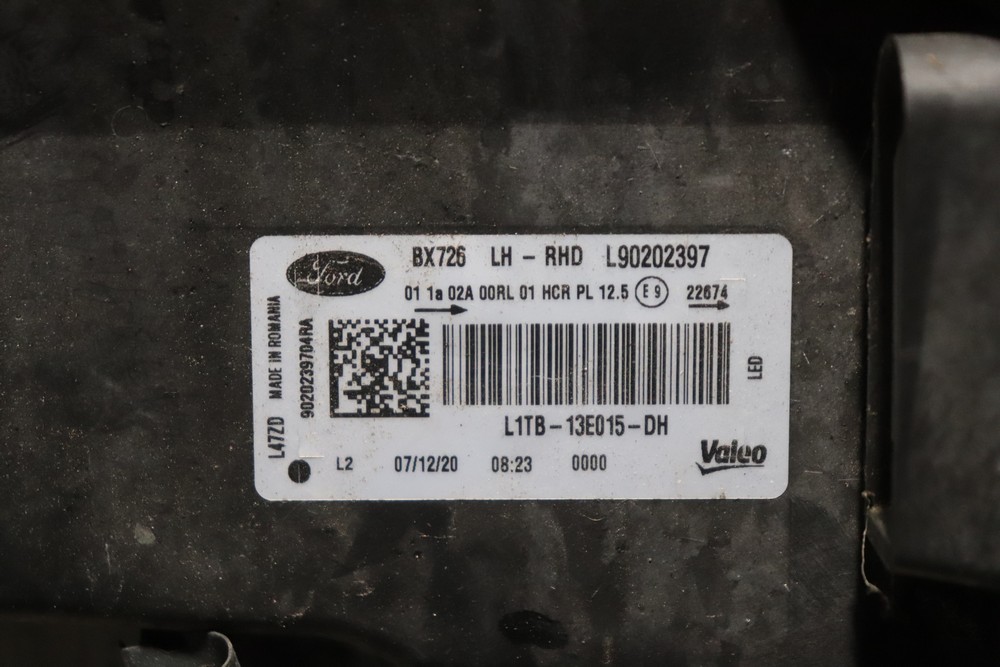 Ford
BX726 LH - RHD L90202397
01 1a 02A 00RL 01 HCR PL 12.5 E9 22674
L47ZD MADE IN ROMANIA
9020239704RA
LED
L1TB-13E015-DH
L2 07/12/20 08:23 0000
Valeo